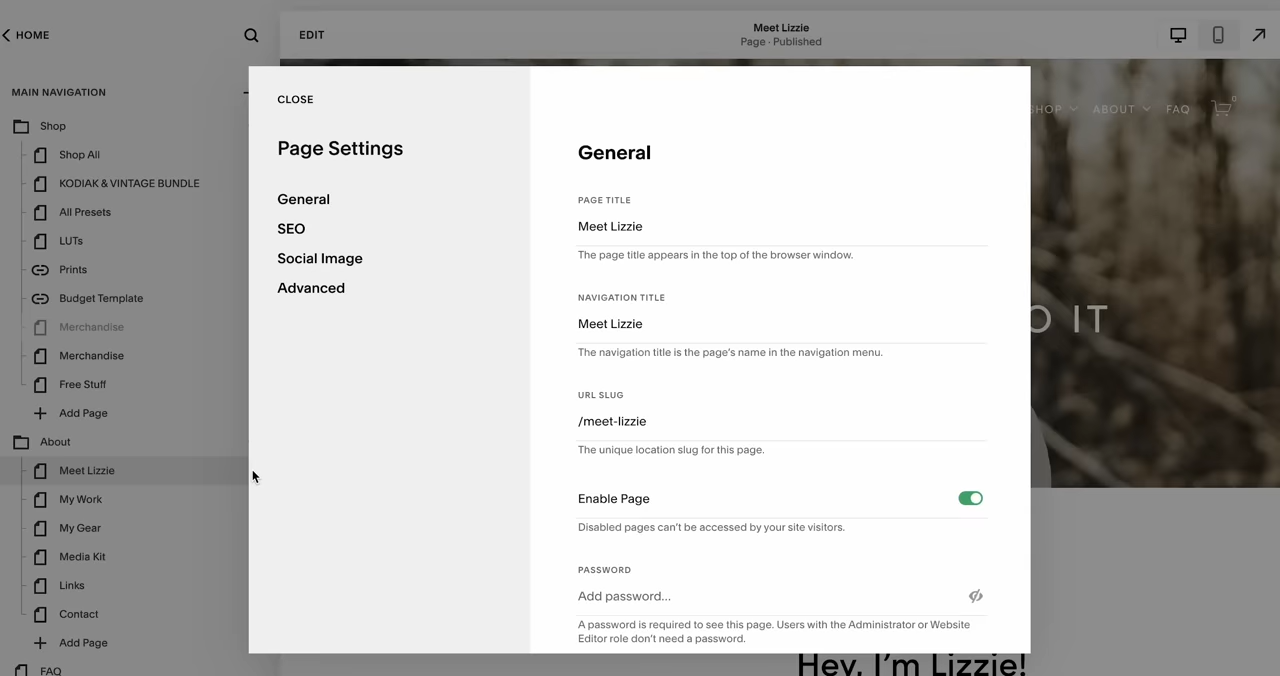 HOME
MAIN NAVIGATION
Shop
Shop All
KODIAK & VINTAGE BUNDLE
All Presets
LUTs
Prints
Budget Template
Merchandise
Merchandise
Free Stuff
Add Page
About
Meet Lizzie
My Work
My Gear
Media Kit
Links
Contact
Add Page
FAQ
EDIT
Meet Lizzie
Page · Published
SHOP
ABOUT
FAQ
0
O IT
Hey, I'm Lizzie!
CLOSE
Page Settings
General
SEO
Social Image
Advanced
General
PAGE TITLE
Meet Lizzie
The page title appears in the top of the browser window.
NAVIGATION TITLE
Meet Lizzie
The navigation title is the page's name in the navigation menu.
URL SLUG
/meet-lizzie
The unique location slug for this page.
Enable Page
Disabled pages can't be accessed by your site visitors.
PASSWORD
Add password...
A password is required to see this page. Users with the Administrator or Website
Editor role don't need a password.